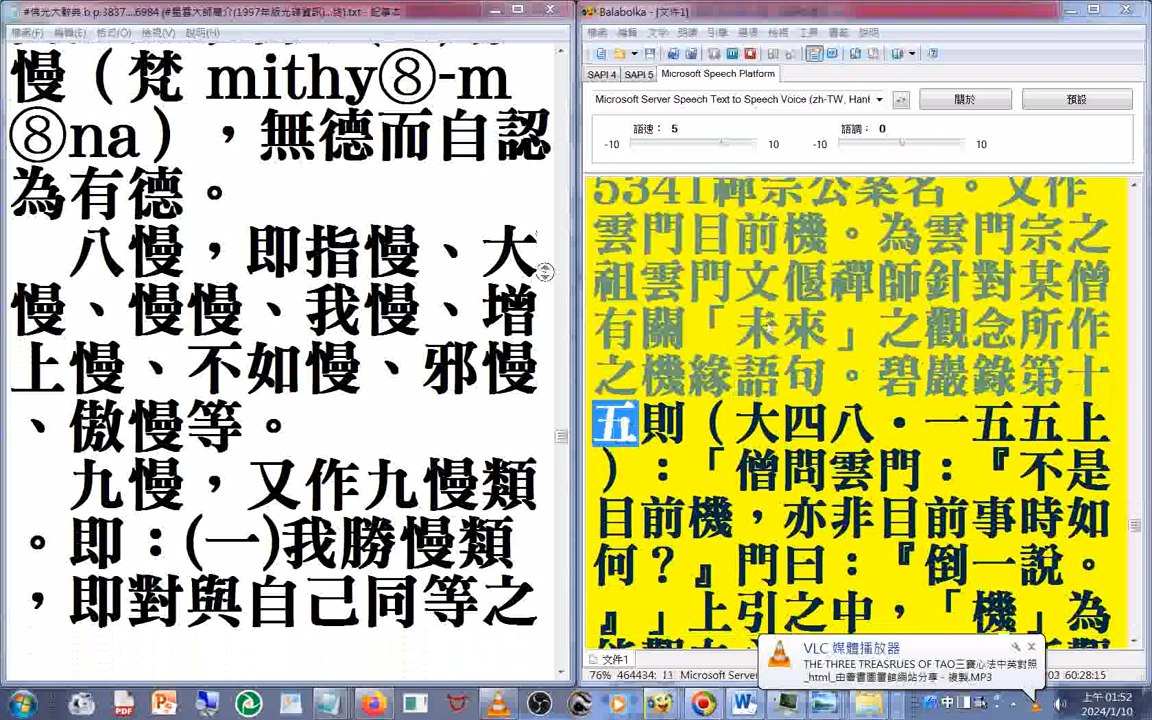 慢（梵 mithy⑧-m
⑧na），無德而自認
為有德。
八慢，即指慢、大
慢、慢慢、我慢、增
上慢、不如慢、邪慢
、傲慢等。
九慢，又作九慢類
。即：(一)我勝慢類
，即對與自己同等之
Balabolka - [文件1]
SAPI 4
SAPI 5
Microsoft Speech Platform
Microsoft Server Speech Text to Speech Voice (zh-TW, Hanl
關於
預設
語速： 5
語調： 0
-10
10
-10
10
5341禪宗公案名。又作
雲門目前機。為雲門宗之
祖雲門文偃禪師針對某僧
有關「未來」之觀念所作
之機緣語句。碧巖錄第十
五則（大四八‧一五五上
）：「僧問雲門：『不是
目前機，亦非目前事時如
何？』門曰：『倒一說。
』」上引之中，「機」為
文件1
76%
464434: 13
Microsoft Server
60:28:15
VLC 媒體播放器
THE THREE TREASRUES OF TAO三寶心法中英對照
_html_由善書圖書館網站分享 - 複製.MP3
上午 01:52
2024/1/10